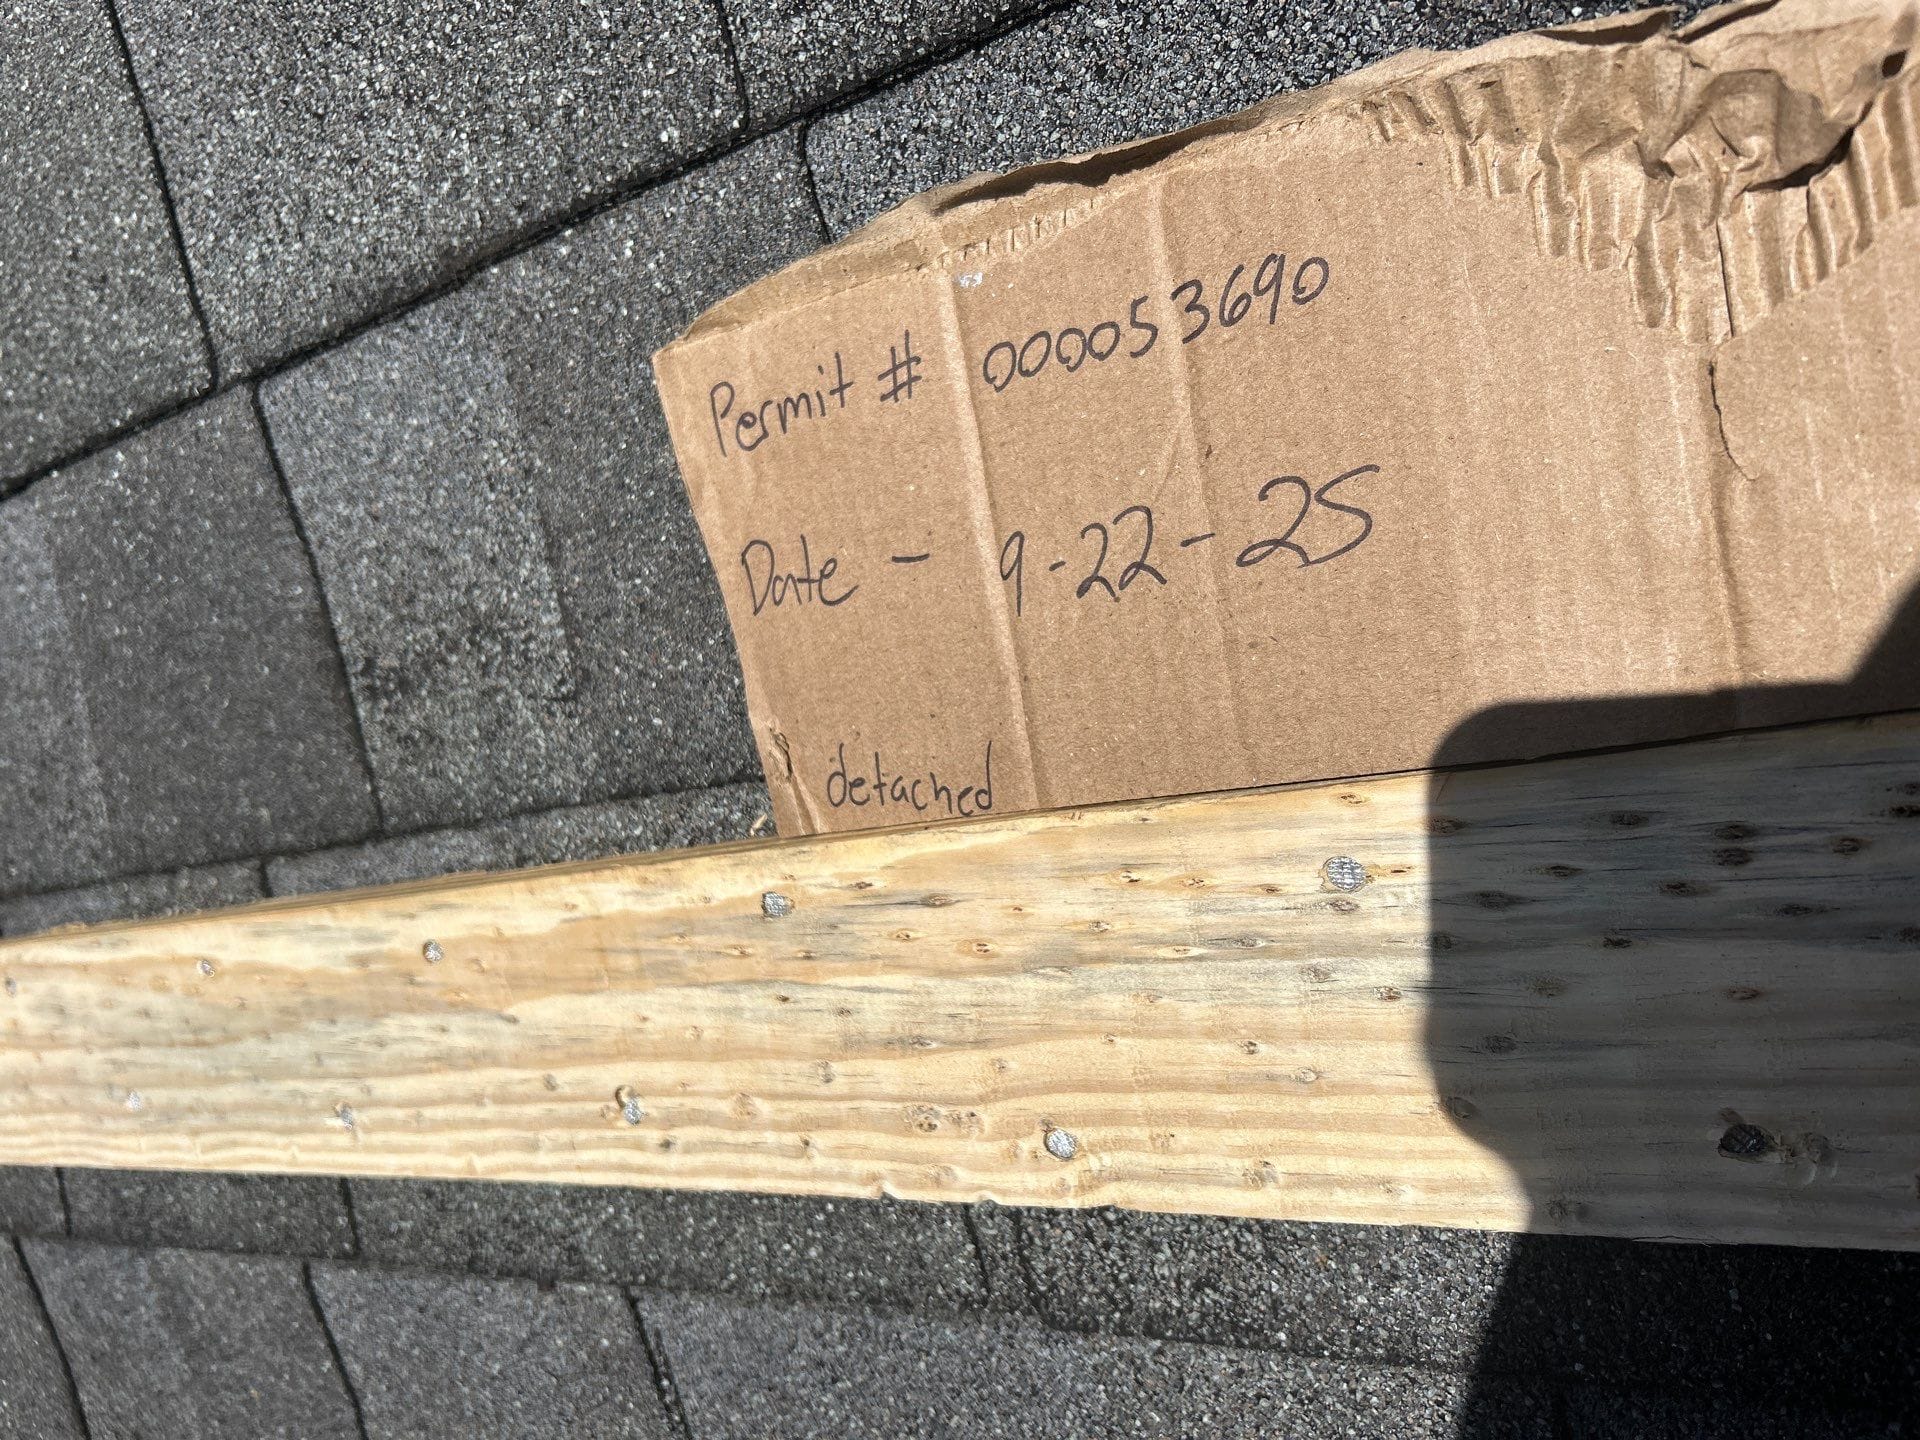 Permit # 000053690
Date - 9-22-25
detached